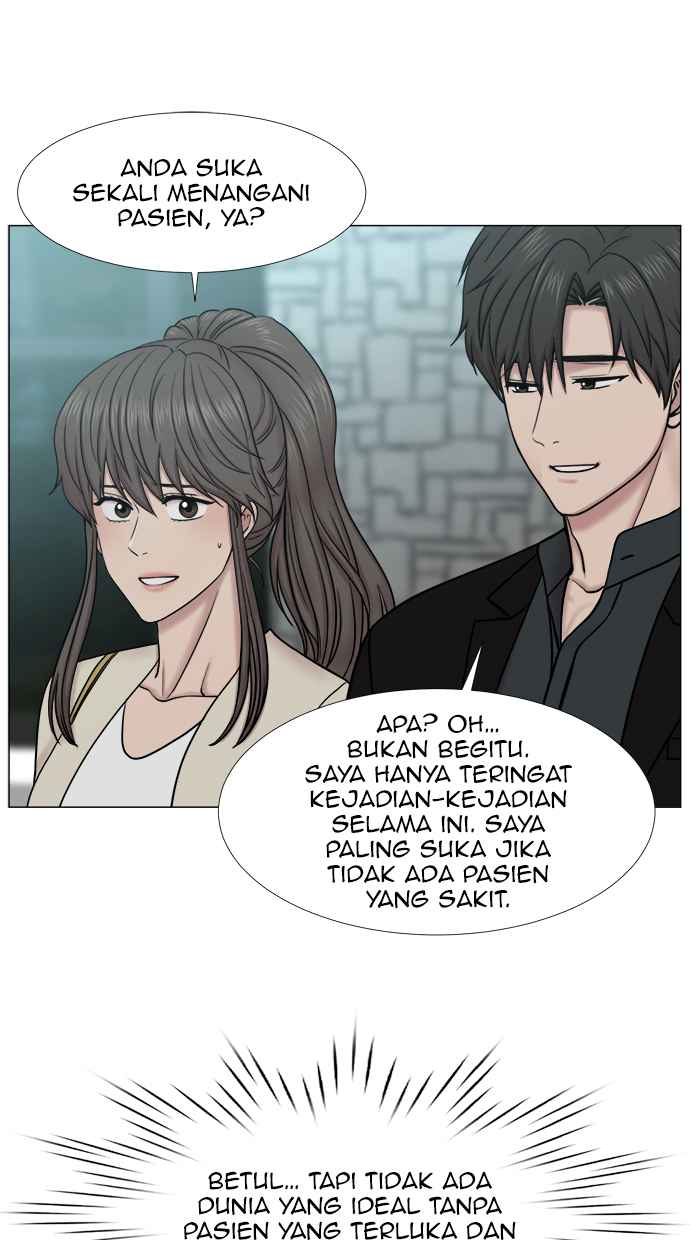 ANDA SUKA
SEKALI MENANGANI
PASIEN, YA?
APA? OH...
BUKAN BEGITU.
SAYA HANYA TERINGAT
KEJADIAN-KEJADIAN
SELAMA INI. SAYA
PALING SUKA JIKA
TIDAK ADA PASIEN
YANG SAKIT.
BETUL... TAPI TIDAK ADA
DUNIA YANG IDEAL TANPA
PASIEN YANG TERLUKA DAN